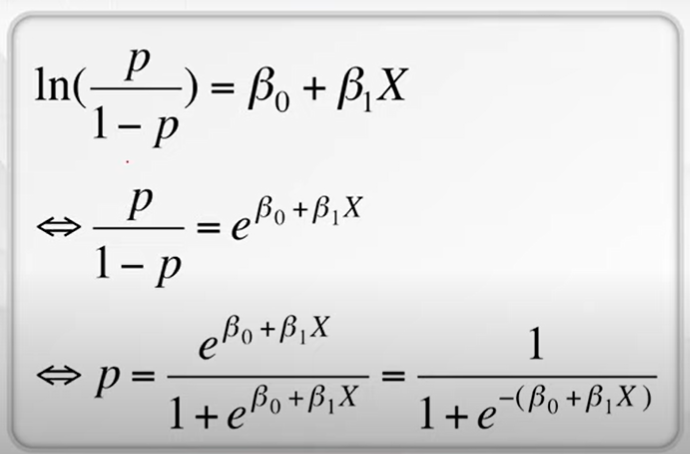 ln(p/(1 − p)) = β₀ + β₁X
⇔ p/(1 − p) = e^(β₀ + β₁X)
⇔ p = e^(β₀ + β₁X)/(1 + e^(β₀ + β₁X)) = 1/(1 + e^(−(β₀ + β₁X)))